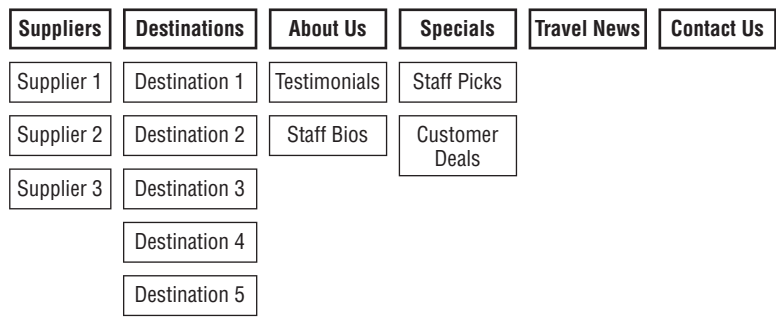 Suppliers
Destinations
About Us
Specials
Travel News
Contact Us
Supplier 1
Destination 1
Testimonials
Staff Picks
Supplier 2
Destination 2
Staff Bios
Customer
Deals
Supplier 3
Destination 3
Destination 4
Destination 5